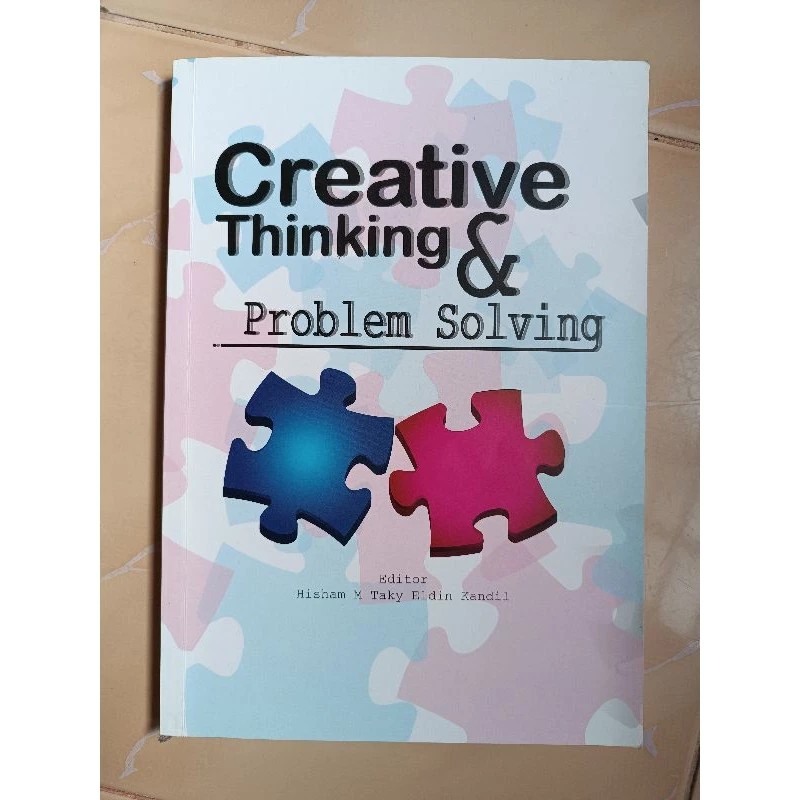 Creative
Thinking &
Problem Solving
Editor
Hisham M Taky Eldin Kandil